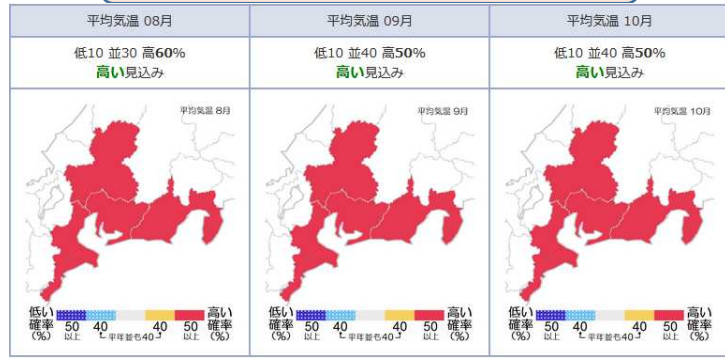 平均気温 08月
低10 並30 高60%
高い見込み
平均気温 8月
低い
確率
(%)
50
以上
40
平年並も40
40
50
以上
高い
確率
(%)
平均気温 09月
低10 並40 高50%
高い見込み
平均気温 9月
低い
確率
(%)
50
以上
40
平年並も40
40
50
以上
高い
確率
(%)
平均気温 10月
低10 並40 高50%
高い見込み
平均気温 10月
低い
確率
(%)
50
以上
40
平年並も40
40
50
以上
高い
確率
(%)